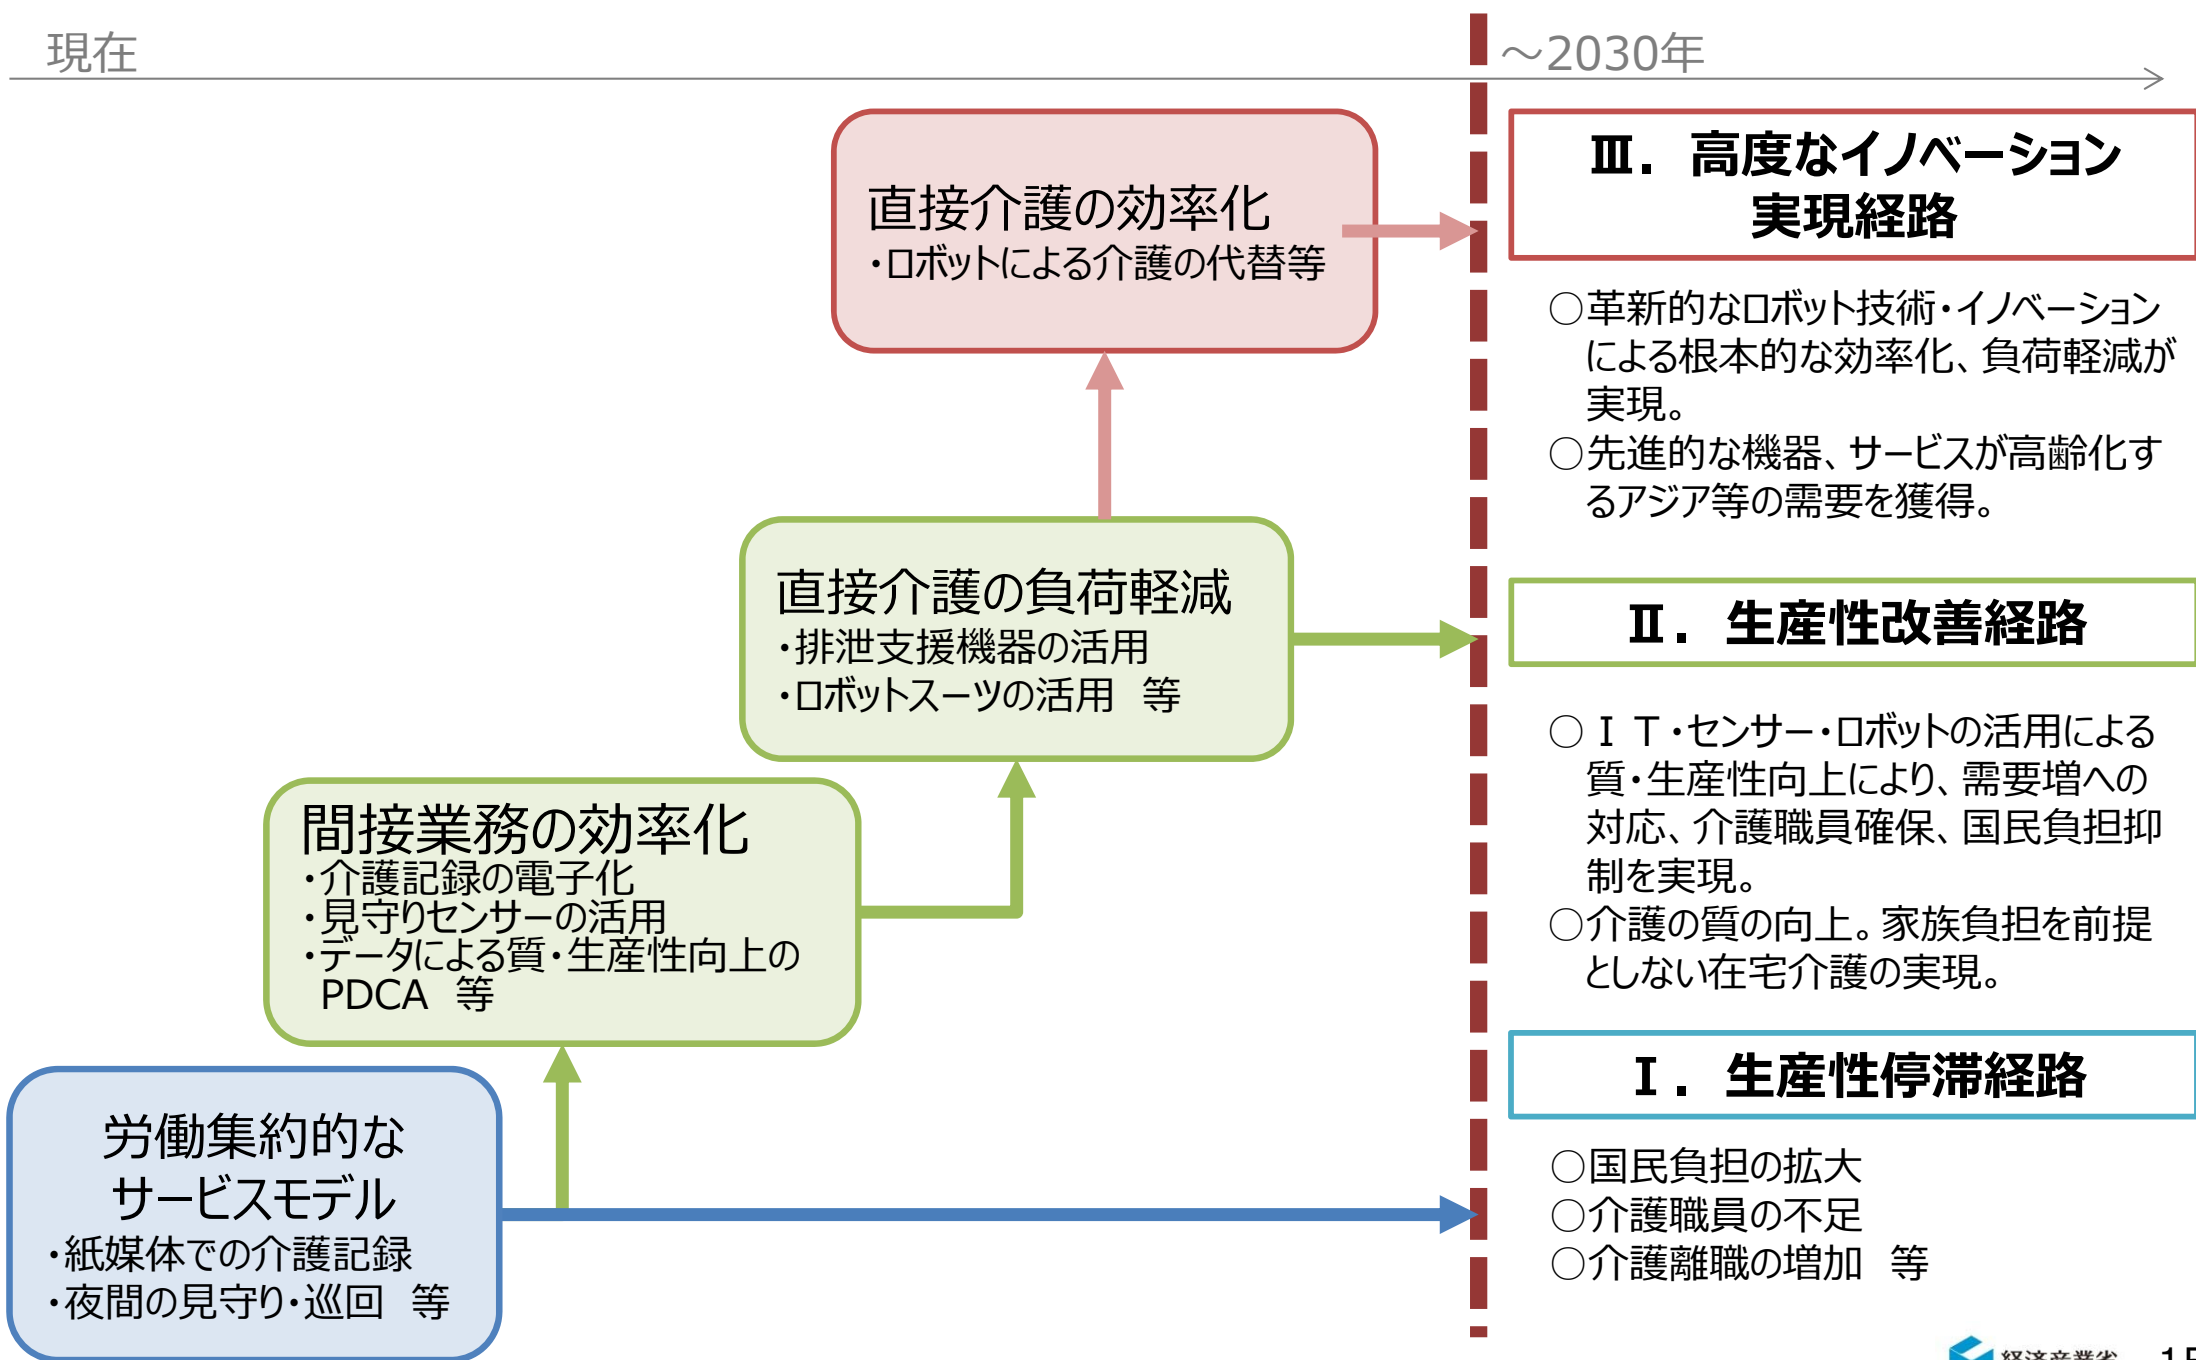 現在
～2030年
直接介護の効率化
・ロボットによる介護の代替等
Ⅲ．高度なイノベーション
実現経路
○革新的なロボット技術・イノベーション
による根本的な効率化、負荷軽減が
実現。
○先進的な機器、サービスが高齢化す
るアジア等の需要を獲得。
直接介護の負荷軽減
・排泄支援機器の活用
・ロボットスーツの活用　等
Ⅱ．生産性改善経路
○ＩＴ・センサー・ロボットの活用による
質・生産性向上により、需要増への
対応、介護職員確保、国民負担抑
制を実現。
○介護の質の向上。家族負担を前提
としない在宅介護の実現。
間接業務の効率化
・介護記録の電子化
・見守りセンサーの活用
・データによる質・生産性向上の
PDCA　等
Ⅰ．生産性停滞経路
○国民負担の拡大
○介護職員の不足
○介護離職の増加　等
労働集約的な
サービスモデル
・紙媒体での介護記録
・夜間の見守り・巡回　等
経済産業省